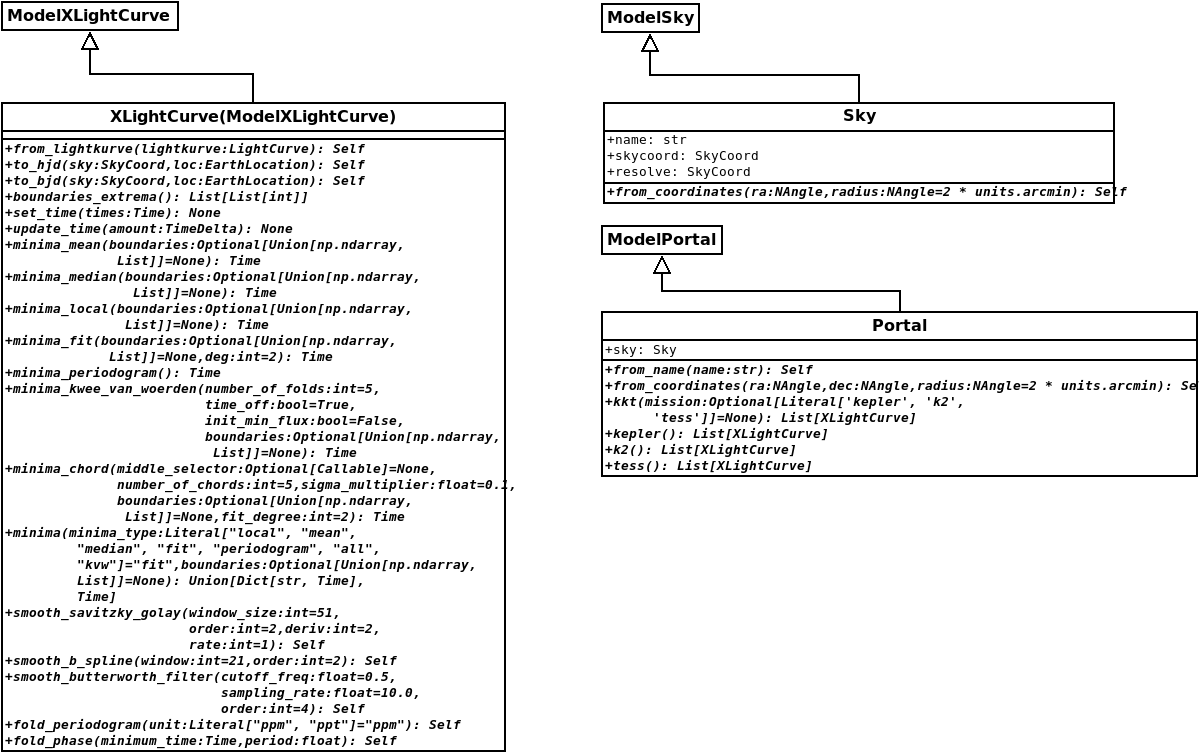 ModelXLightCurve
XLightCurve(ModelXLightCurve)
+from_lightkurve(lightkurve:LightCurve): Self
+to_hjd(sky:SkyCoord,loc:EarthLocation): Self
+to_bjd(sky:SkyCoord,loc:EarthLocation): Self
+boundaries_extrema(): List[List[int]]
+set_time(times:Time): None
+update_time(amount:TimeDelta): None
+minima_mean(boundaries:Optional[Union[np.ndarray,
List]]=None): Time
+minima_median(boundaries:Optional[Union[np.ndarray,
List]]=None): Time
+minima_local(boundaries:Optional[Union[np.ndarray,
List]]=None): Time
+minima_fit(boundaries:Optional[Union[np.ndarray,
List]]=None,deg:int=2): Time
+minima_periodogram(): Time
+minima_kwee_van_woerden(number_of_folds:int=5,
time_off:bool=True,
init_min_flux:bool=False,
boundaries:Optional[Union[np.ndarray,
List]]=None): Time
+minima_chord(middle_selector:Optional[Callable]=None,
number_of_chords:int=5,sigma_multiplier:float=0.1,
boundaries:Optional[Union[np.ndarray,
List]]=None,fit_degree:int=2): Time
+minima(minima_type:Literal["local", "mean",
"median", "fit", "periodogram", "all",
"kvw"]="fit",boundaries:Optional[Union[np.ndarray,
List]]=None): Union[Dict[str, Time],
Time]
+smooth_savitzky_golay(window_size:int=51,
order:int=2,deriv:int=2,
rate:int=1): Self
+smooth_b_spline(window:int=21,order:int=2): Self
+smooth_butterworth_filter(cutoff_freq:float=0.5,
sampling_rate:float=10.0,
order:int=4): Self
+fold_periodogram(unit:Literal["ppm", "ppt"]="ppm"): Self
+fold_phase(minimum_time:Time,period:float): Self
ModelSky
Sky
+name: str
+skycoord: SkyCoord
+resolve: SkyCoord
+from_coordinates(ra:NAngle,radius:NAngle=2 * units.arcmin): Self
ModelPortal
Portal
+sky: Sky
+from_name(name:str): Self
+from_coordinates(ra:NAngle,dec:NAngle,radius:NAngle=2 * units.arcmin): Se
+kkt(mission:Optional[Literal['kepler', 'k2',
'tess']]=None): List[XLightCurve]
+kepler(): List[XLightCurve]
+k2(): List[XLightCurve]
+tess(): List[XLightCurve]